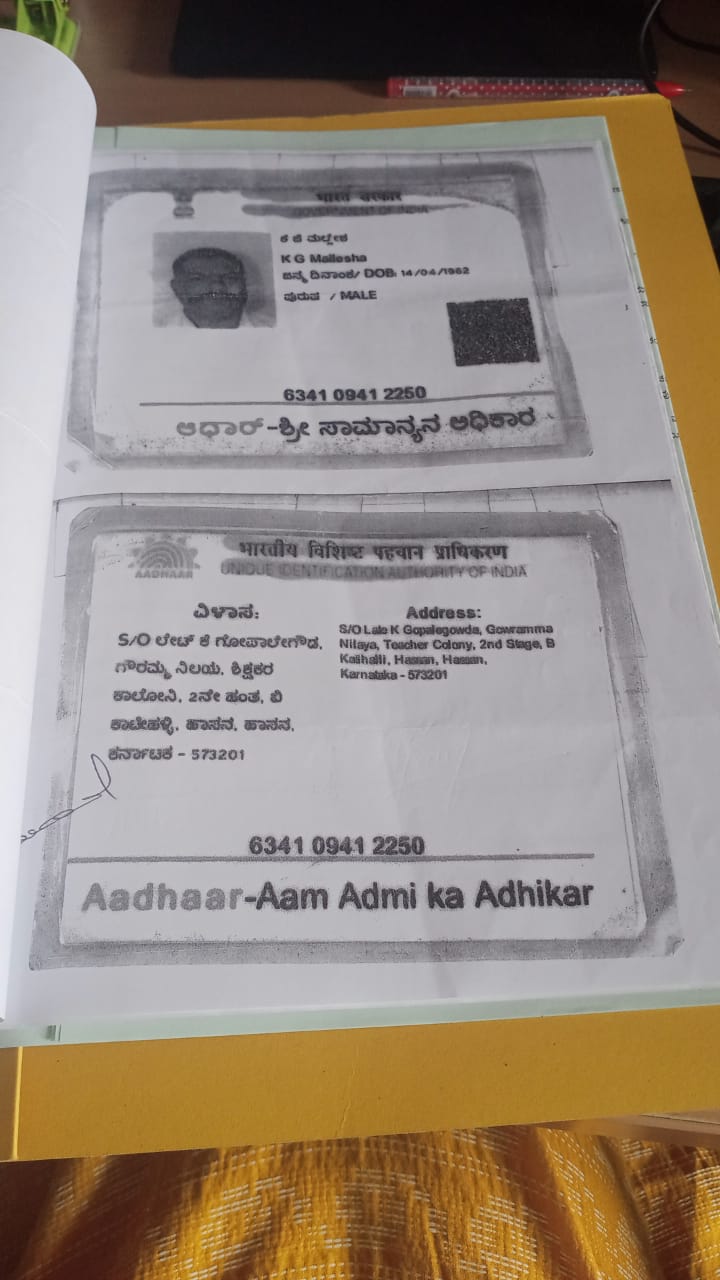 भारत सरकार
GOVERNMENT OF INDIA
ಕ ಜಿ ಮಲ್ಲೇಶ
K G Mallesha
ಜನ್ಮ ದಿನಾಂಕ/ DOB: 14/04/1962
ಪುರುಷ / MALE
6341 0941 2250
ಆಧಾರ್-ಶ್ರೀ ಸಾಮಾನ್ಯನ ಅಧಿಕಾರ
भारतीय विशिष्ट पहचान प्राधिकरण
AADHAAR
UNIQUE IDENTIFICATION AUTHORITY OF INDIA
ವಿಳಾಸ:
S/O ಲೇಟ್ ಕೆ ಗೋಪಾಲೇಗೌಡ,
ಗೌರಮ್ಮ ನಿಲಯ, ಶಿಕ್ಷಕರ
ಕಾಲೋನಿ, 2ನೇ ಹಂತ, ಬಿ
ಕಾಟೀಹಳ್ಳಿ, ಹಾಸನ, ಹಾಸನ,
ಕರ್ನಾಟಕ - 573201
Address:
S/O Late K Gopalegowda, Gowramma
Nilaya, Teacher Colony, 2nd Stage, B
Katihalli, Hassan, Hassan,
Karnataka - 573201
6341 0941 2250
Aadhaar-Aam Admi ka Adhikar